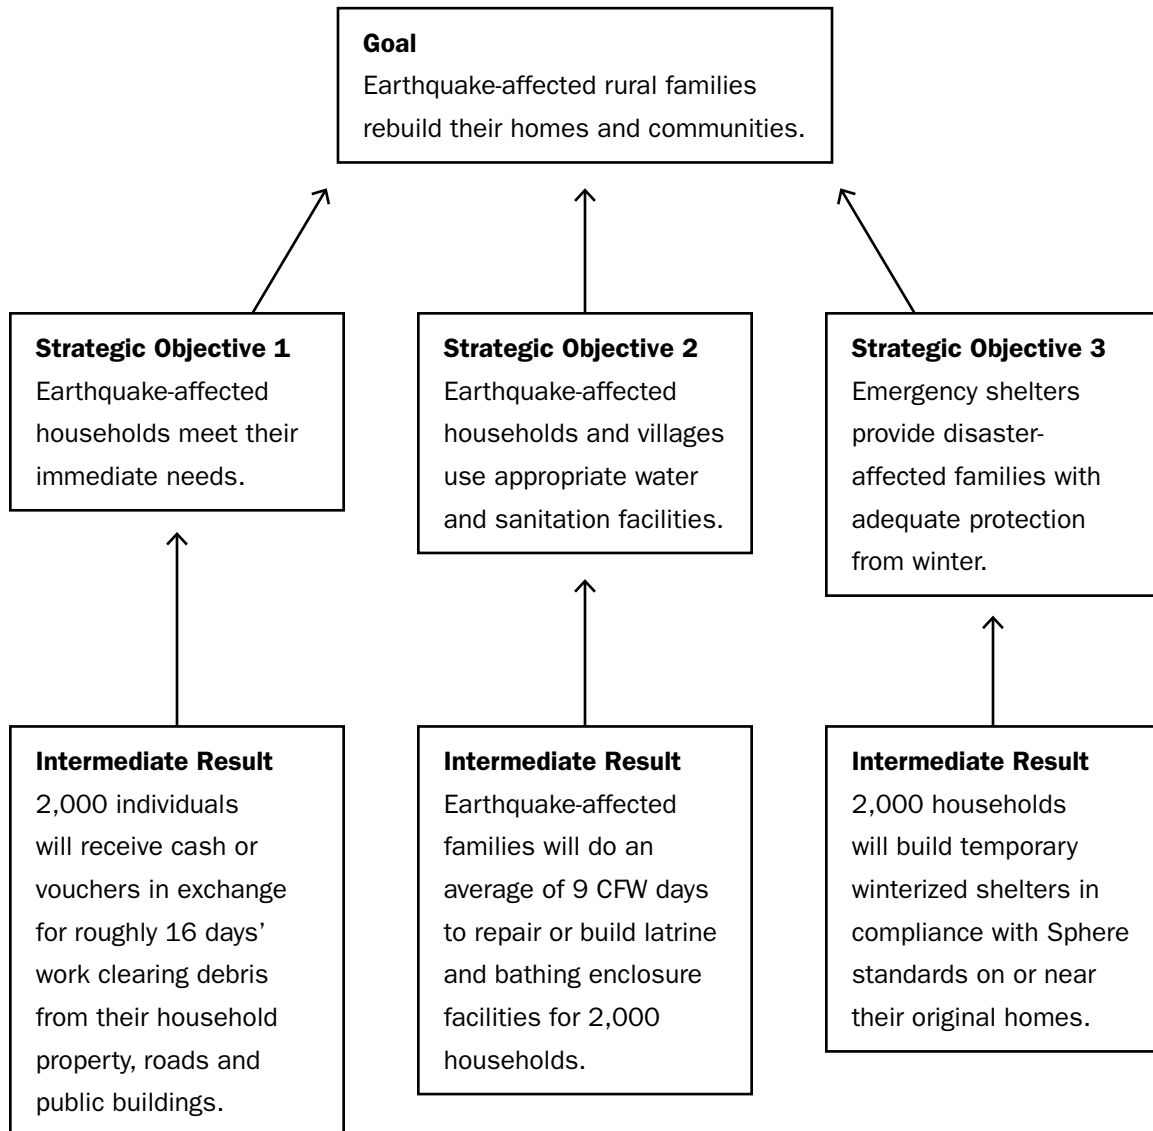 Goal
Earthquake-affected rural families
rebuild their homes and communities.
Strategic Objective 1
Earthquake-affected
households meet their
immediate needs.
Strategic Objective 2
Earthquake-affected
households and villages
use appropriate water
and sanitation facilities.
Strategic Objective 3
Emergency shelters
provide disaster-
affected families with
adequate protection
from winter.
Intermediate Result
2,000 individuals
will receive cash or
vouchers in exchange
for roughly 16 days’
work clearing debris
from their household
property, roads and
public buildings.
Intermediate Result
Earthquake-affected
families will do an
average of 9 CFW days
to repair or build latrine
and bathing enclosure
facilities for 2,000
households.
Intermediate Result
2,000 households
will build temporary
winterized shelters in
compliance with Sphere
standards on or near
their original homes.